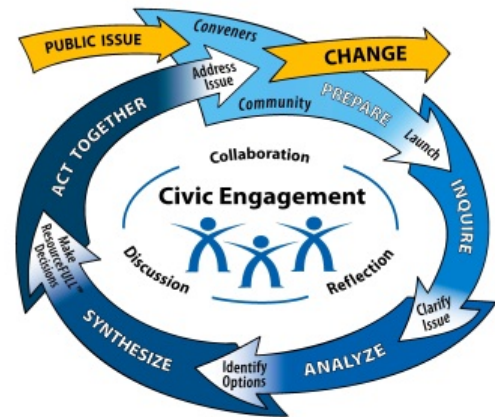 PUBLIC ISSUE
Conveners
CHANGE
Address
Issue
Community
PREPARE
Launch
INQUIRE
Clarify
Issue
ANALYZE
Identify
Options
SYNTHESIZE
Make
ResourceFULL™
Decisions
ACT TOGETHER
Collaboration
Civic Engagement
Discussion
Reflection